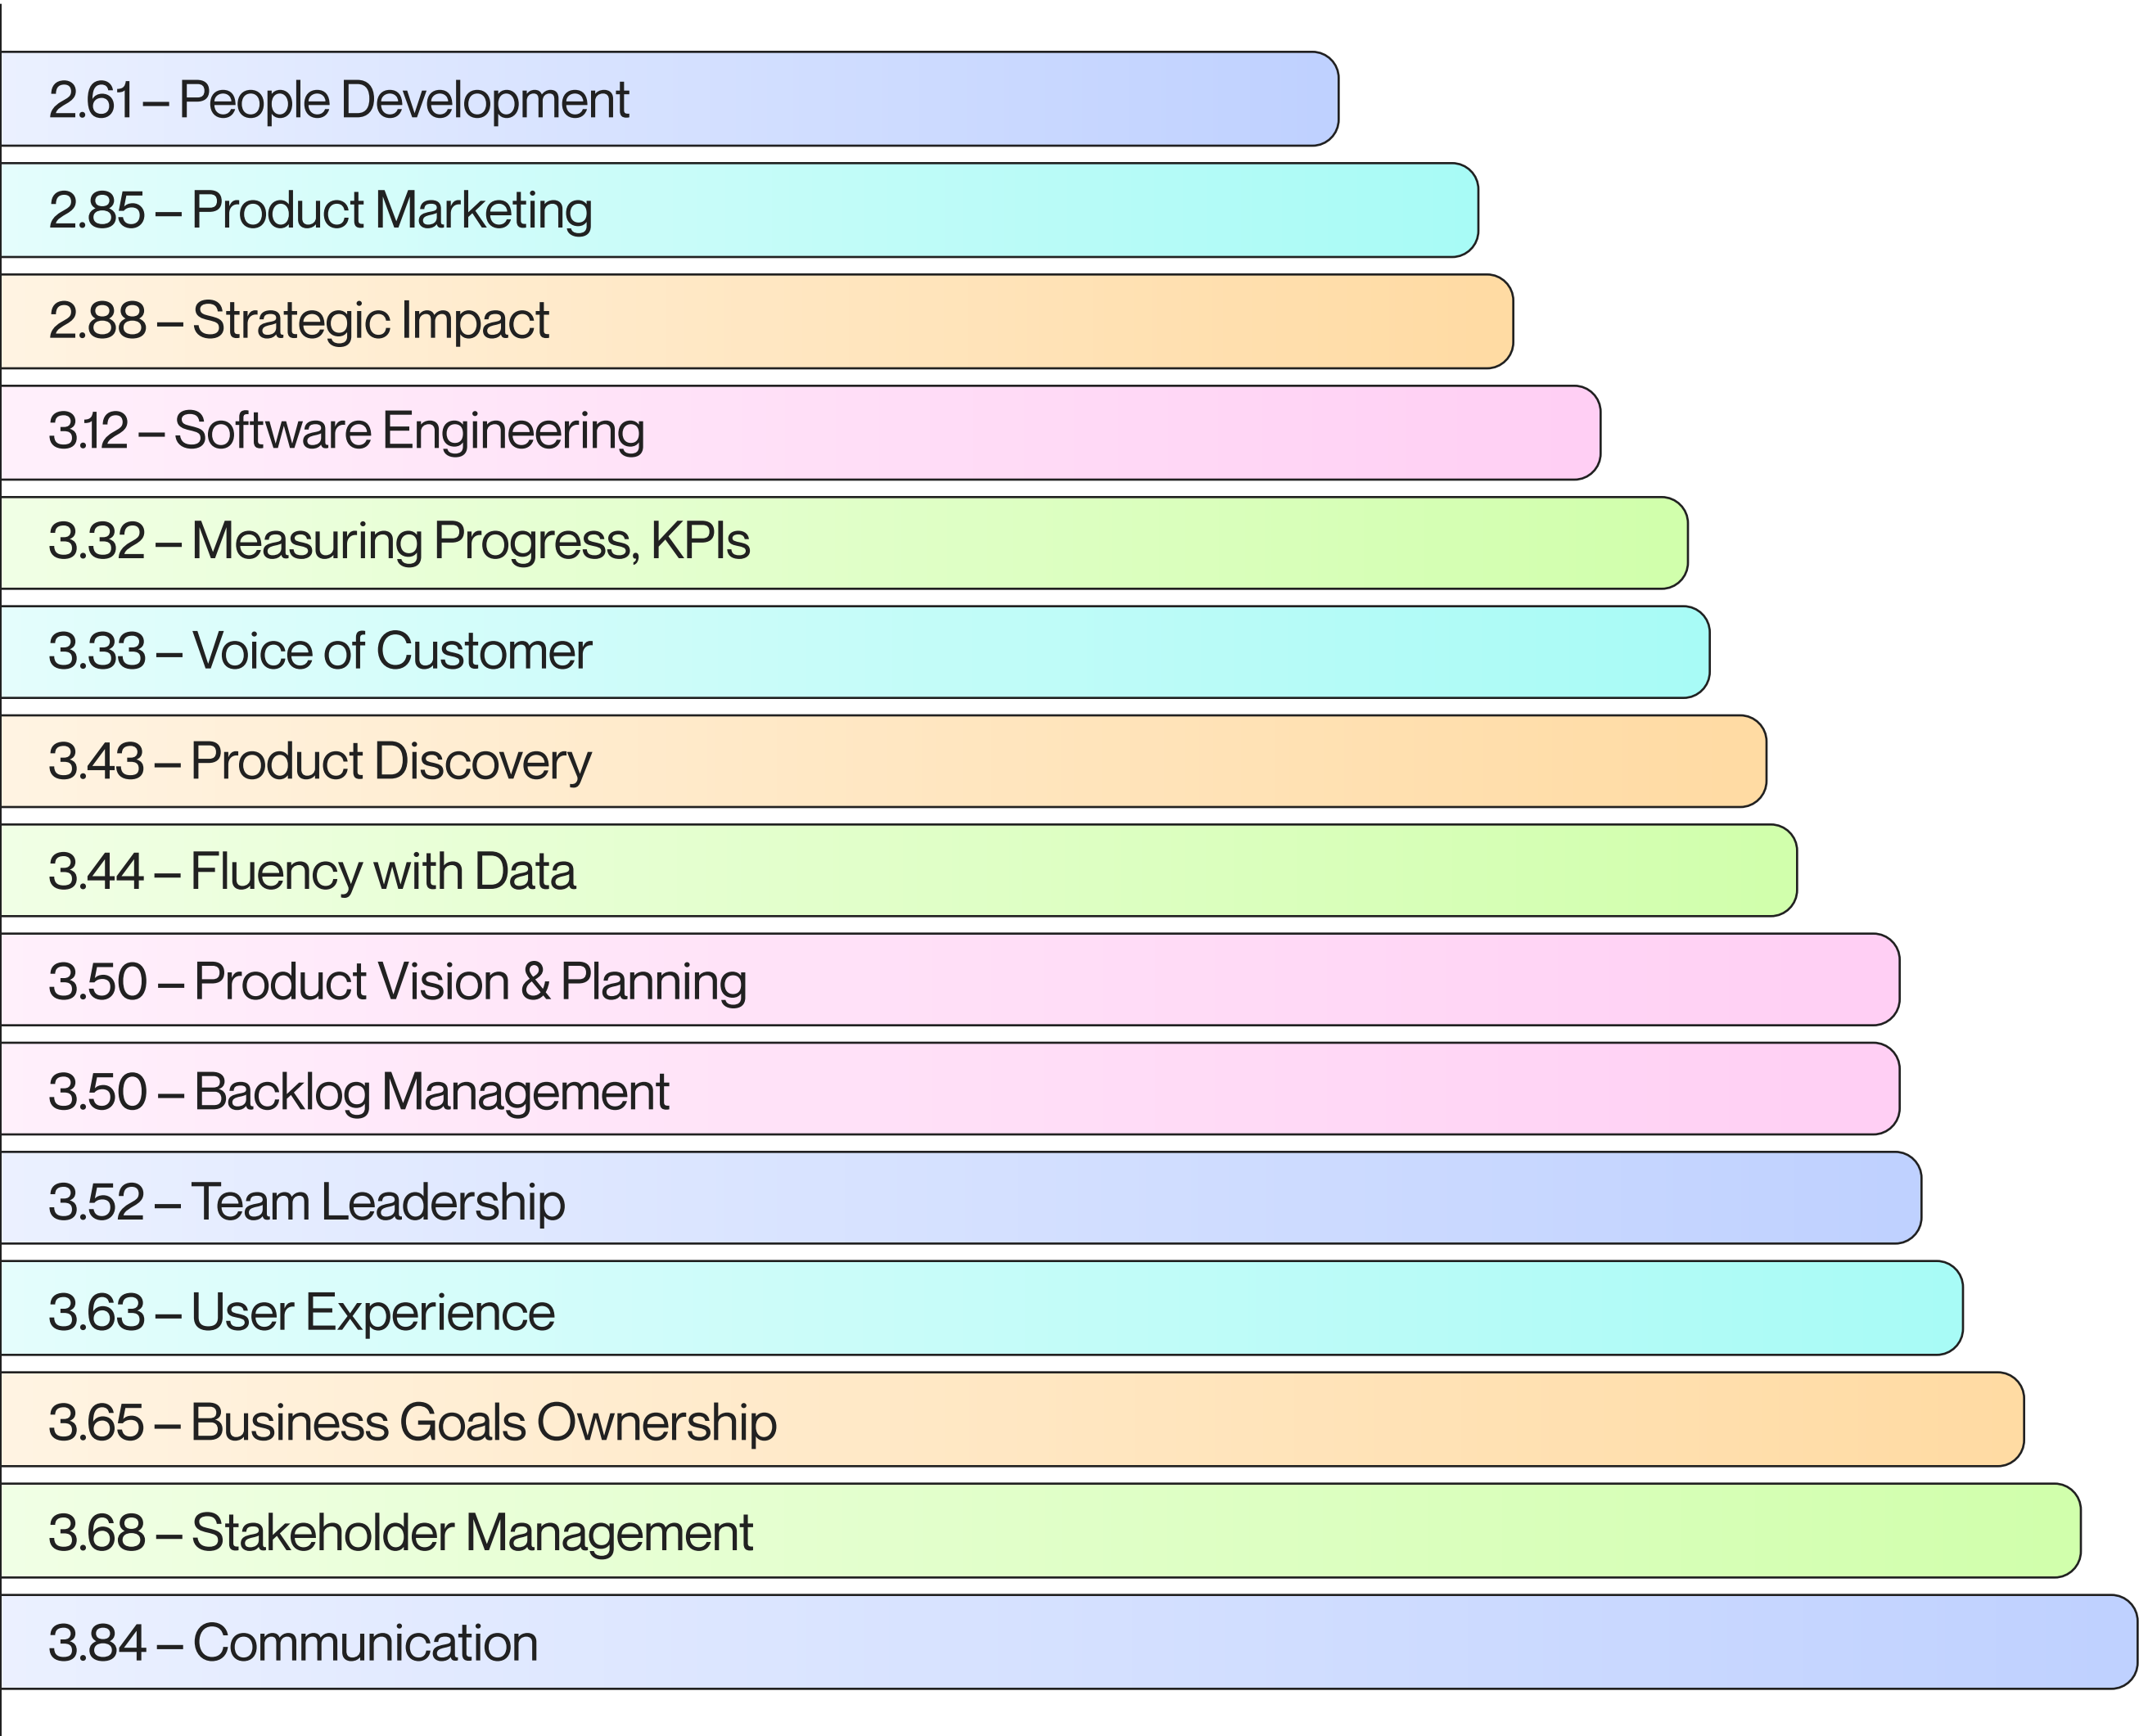 2.61 – People Development
2.85 – Product Marketing
2.88 – Strategic Impact
3.12 – Software Engineering
3.32 – Measuring Progress, KPIs
3.33 – Voice of Customer
3.43 – Product Discovery
3.44 – Fluency with Data
3.50 – Product Vision & Planning
3.50 – Backlog Management
3.52 – Team Leadership
3.63 – User Experience
3.65 – Business Goals Ownership
3.68 – Stakeholder Management
3.84 – Communication